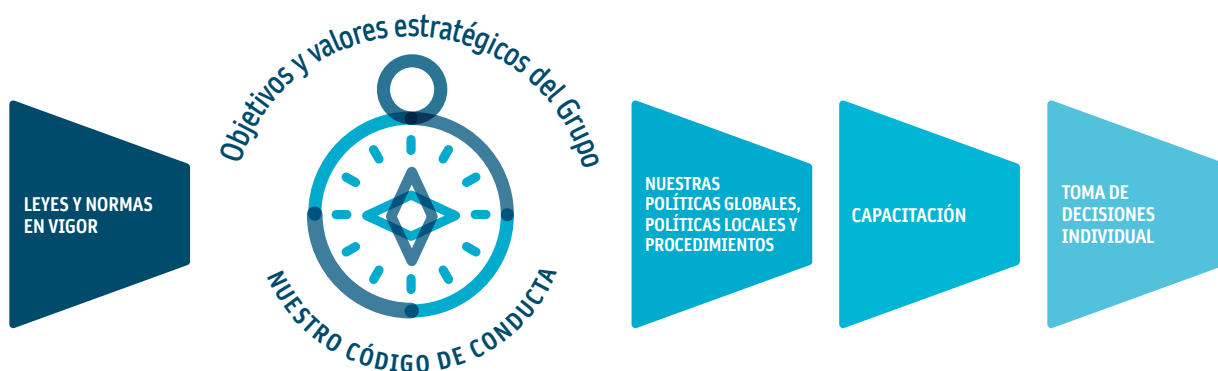 LEYES Y NORMAS
EN VIGOR
Objetivos y valores estratégicos del Grupo
NUESTRO CÓDIGO DE CONDUCTA
NUESTRAS
POLÍTICAS GLOBALES,
POLÍTICAS LOCALES Y
PROCEDIMIENTOS
CAPACITACIÓN
TOMA DE
DECISIONES
INDIVIDUAL